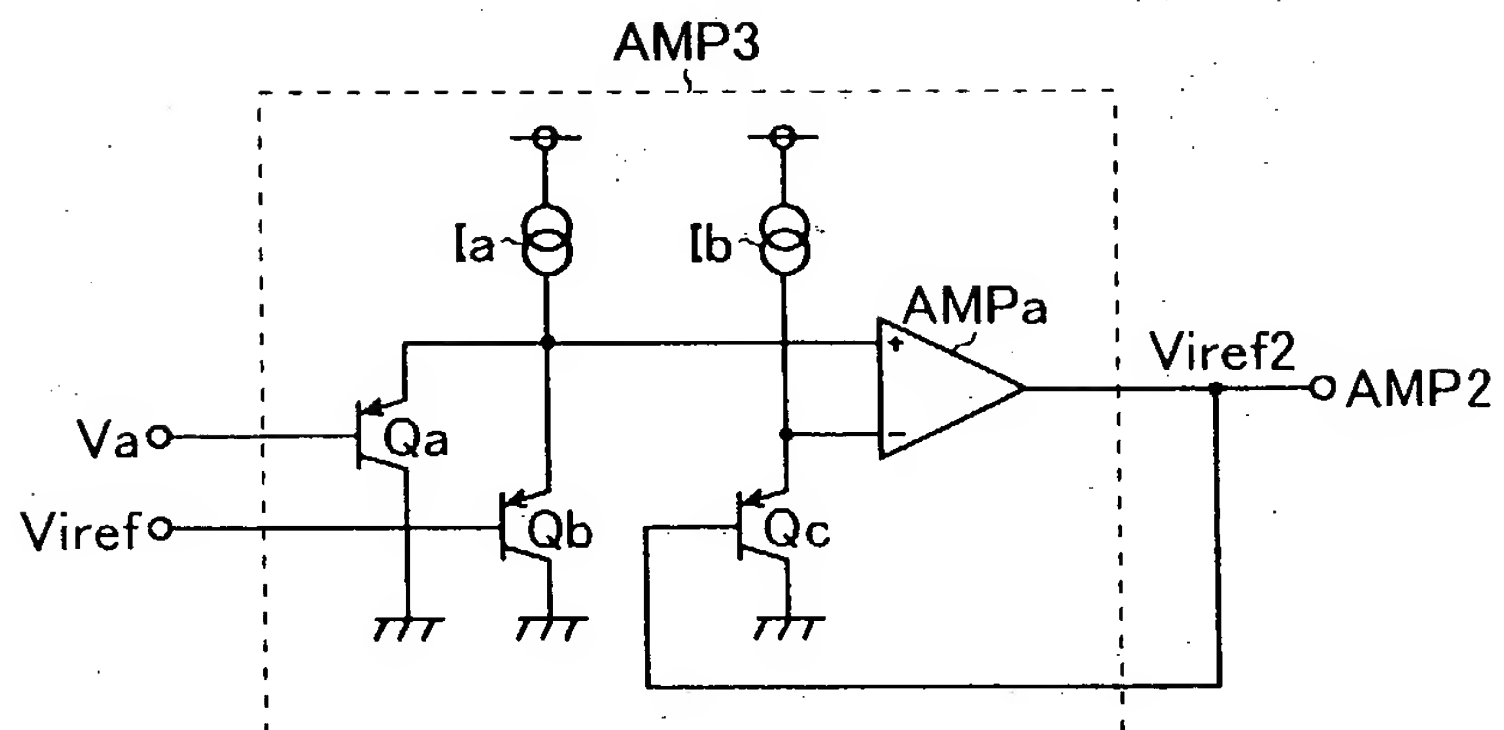 AMP3
Ia
Ib
AMPa
+
Viref2
AMP2
Va
Qa
−
Viref
Qb
Qc